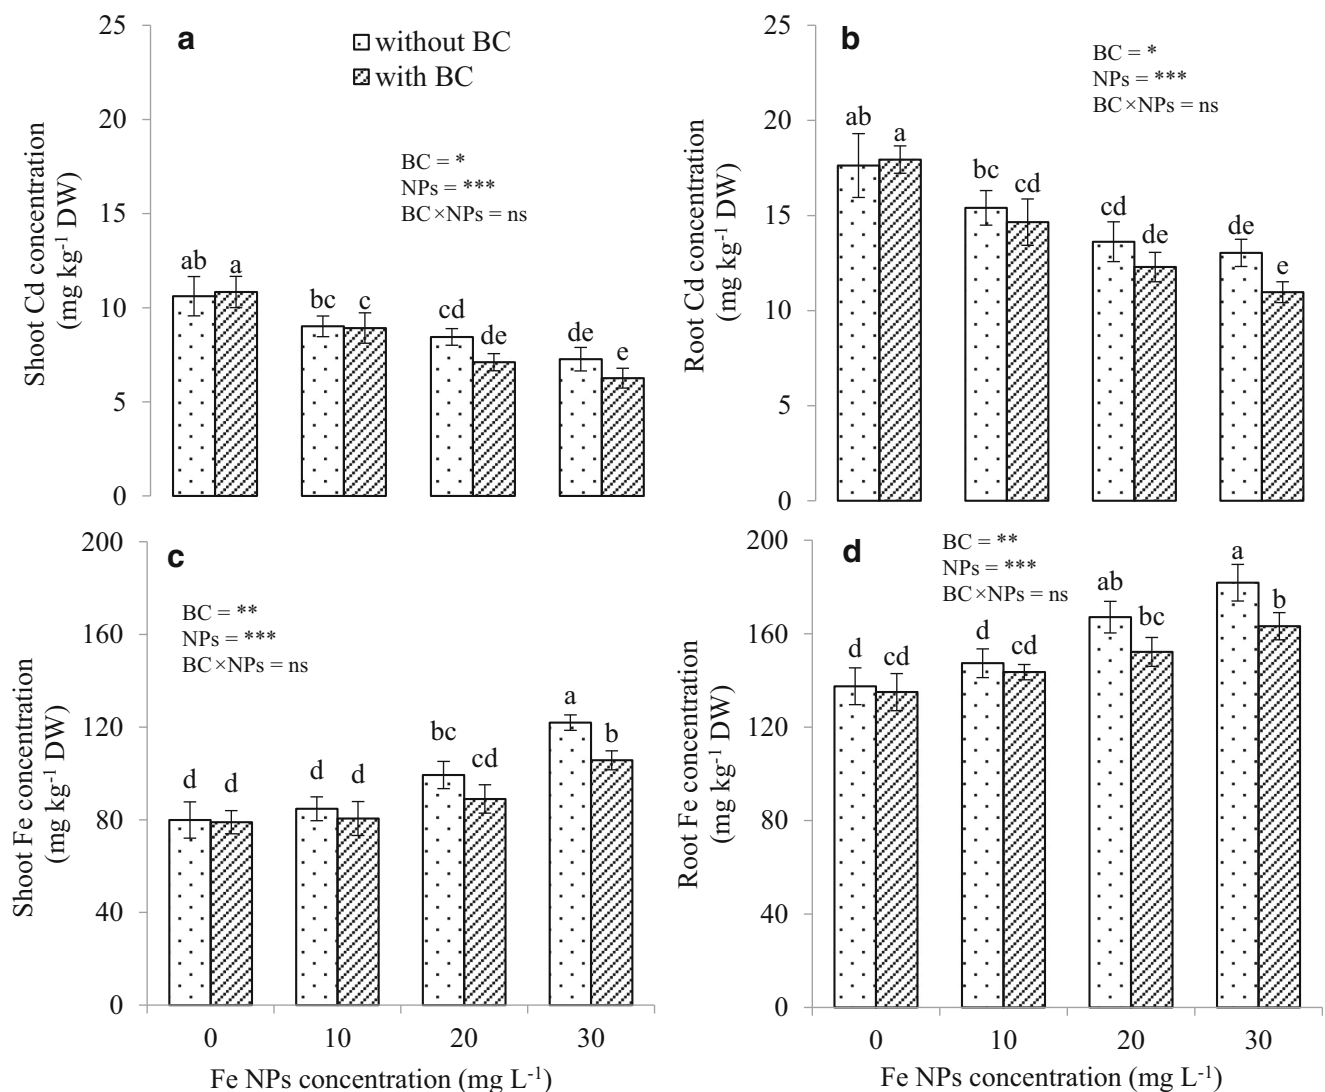 a
without BC
with BC
BC = *
NPs = ***
BC×NPs = ns
Shoot Cd concentration
(mg kg-1 DW)
25
20
15
10
5
0
ab
a
bc
c
cd
de
de
e
b
BC = *
NPs = ***
BC×NPs = ns
Root Cd concentration
(mg kg-1 DW)
25
20
15
10
5
0
ab
a
bc
cd
cd
de
de
e
c
BC = **
NPs = ***
BC×NPs = ns
Shoot Fe concentration
(mg kg-1 DW)
200
160
120
80
40
0
d
d
d
d
bc
cd
a
b
0
10
20
30
Fe NPs concentration (mg L-1)
d
BC = **
NPs = ***
BC×NPs = ns
Root Fe concentration
(mg kg-1 DW)
200
160
120
80
40
0
d
cd
d
cd
ab
bc
a
b
0
10
20
30
Fe NPs concentration (mg L-1)